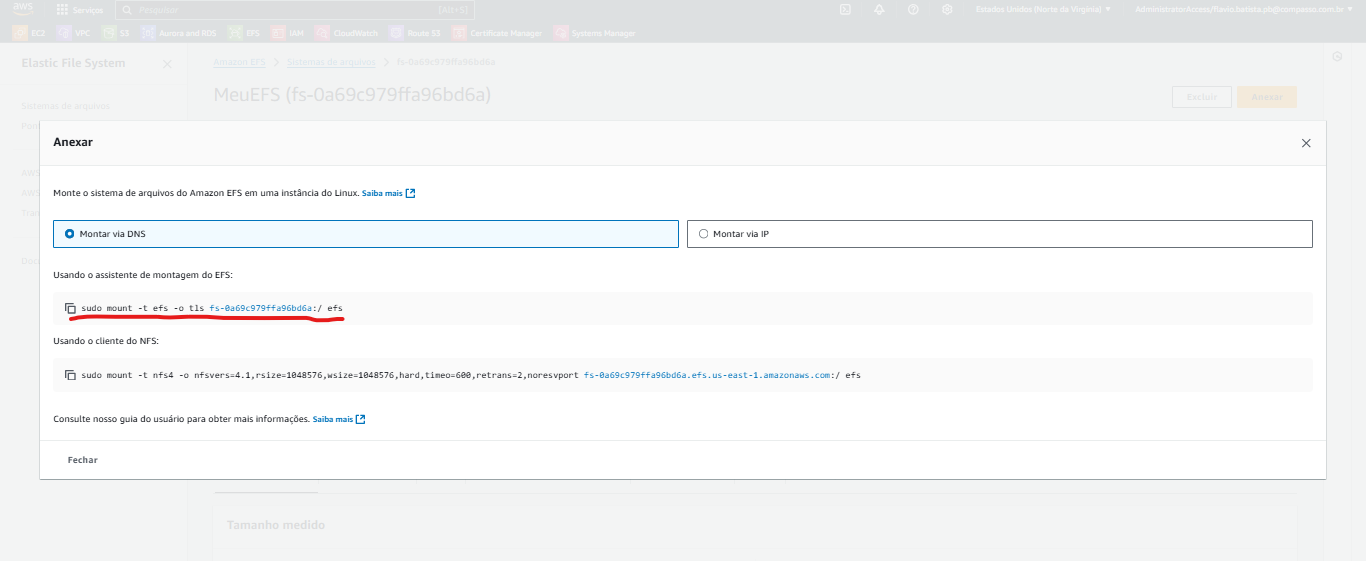 aws
Serviços
Pesquisar
[Alt+S]
Estados Unidos (Norte da Virgínia)
AdministratorAccess/flavio.batista.pb@compasso.com.br
EC2
VPC
S3
Aurora and RDS
EFS
IAM
CloudWatch
Route 53
Certificate Manager
Systems Manager
Elastic File System
Amazon EFS
Sistemas de arquivos
fs-0a69c979ffa96bd6a
Sistemas de arquivos
MeuEFS (fs-0a69c979ffa96bd6a)
Excluir
Anexar
Anexar
Monte o sistema de arquivos do Amazon EFS em uma instância do Linux. Saiba mais
Montar via DNS
Montar via IP
Usando o assistente de montagem do EFS:
sudo mount -t efs -o tls fs-0a69c979ffa96bd6a:/ efs
Usando o cliente do NFS:
sudo mount -t nfs4 -o nfsvers=4.1,rsize=1048576,wsize=1048576,hard,timeo=600,retrans=2,noresvport fs-0a69c979ffa96bd6a.efs.us-east-1.amazonaws.com:/ efs
Consulte nosso guia do usuário para obter mais informações. Saiba mais
Fechar
Tamanho medido